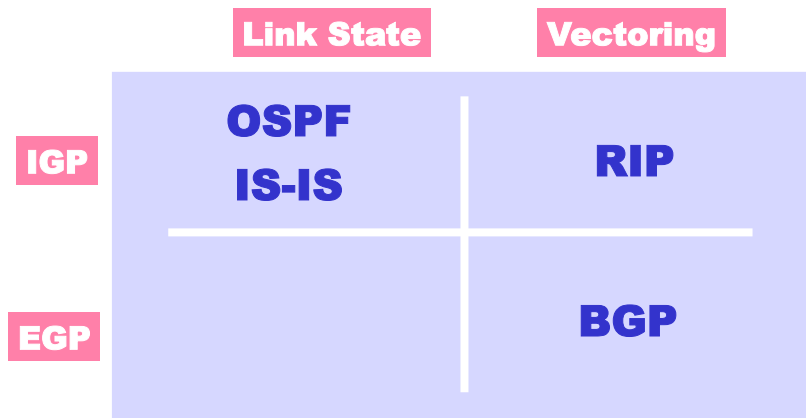 Link State
Vectoring
IGP
OSPF
IS-IS
RIP
EGP
BGP